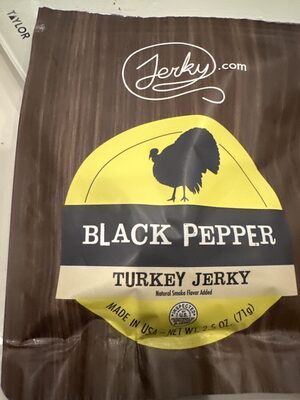 TAYLOR
Jerky.com
BLACK PEPPER
TURKEY JERKY
Natural Smoke Flavor Added
MADE IN USA - NET WT. 2.5 OZ. (71g)
INSPECTED